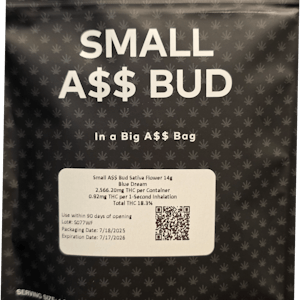 SMALL
A$$ BUD
In a Big A$$ Bag
Small A$$ Bud Sativa Flower 14g
Blue Dream
2,566.20mg THC per Container
0.92mg THC per 1-Second Inhalation
Total THC 18.3%
Use within 90 days of opening
Packaging Date: 7/18/2025
Expiration Date: 7/17/2026
SERVING SIZE: